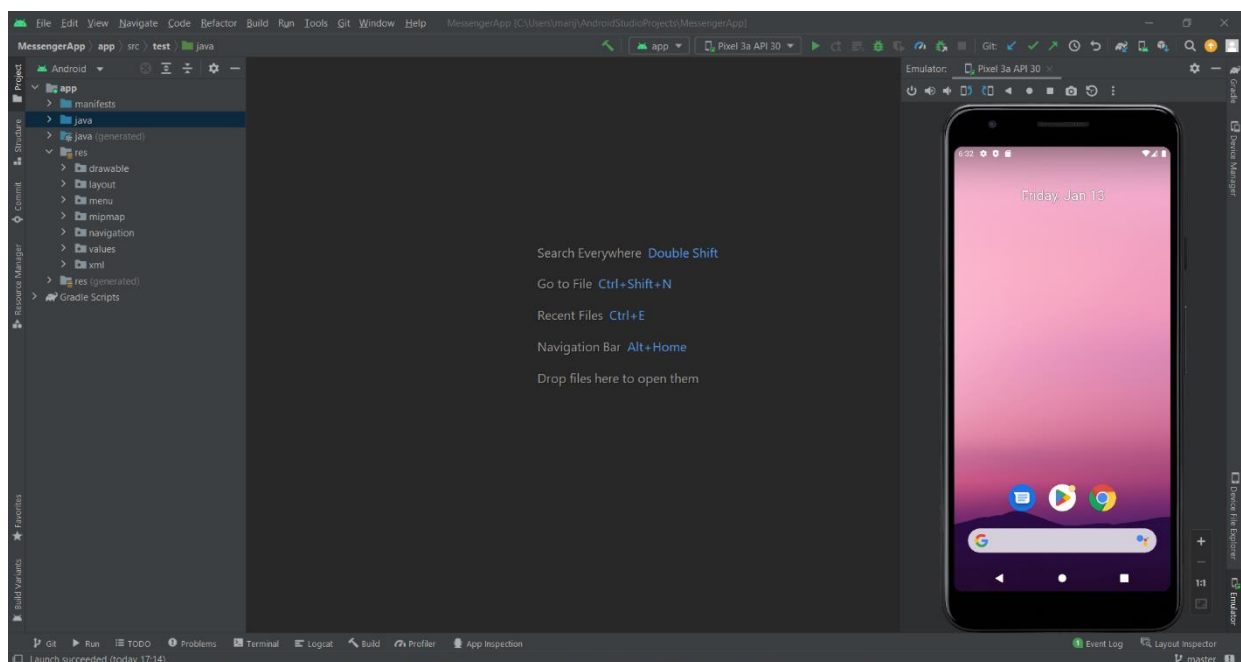 File Edit View Navigate Code Refactor Build Run Tools Git Window Help MessengerApp [C:\Users\manj\AndroidStudioProjects\MessengerApp]
MessengerApp app src test java
app Pixel 3a API 30 Git:
Project
Android
Emulator: Pixel 3a API 30
Gradle
app
manifests
java
java (generated)
res
drawable
layout
menu
mipmap
navigation
values
xml
res (generated)
Gradle Scripts
Structure
Commit
Resource Manager
Favorites
Build Variants
Search Everywhere Double Shift
Go to File Ctrl+Shift+N
Recent Files Ctrl+E
Navigation Bar Alt+Home
Drop files here to open them
6:32
Friday, Jan 13
1:1
Device Manager
Device File Explorer
Emulator
Git Run TODO Problems Terminal Logcat Build Profiler App Inspection
1 Event Log Layout Inspector
Launch succeeded (today 17:14) master